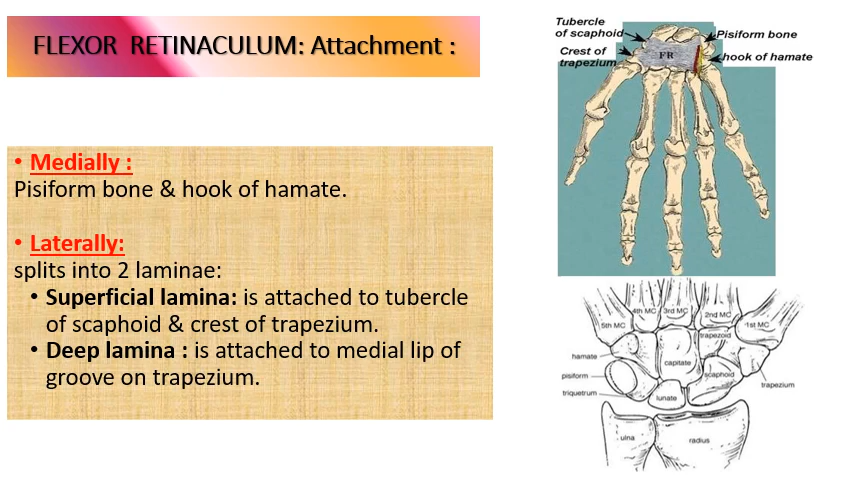 FLEXOR  RETINACULUM: Attachment :
• Medially :
Pisiform bone & hook of hamate.
• Laterally:
splits into 2 laminae:
• Superficial lamina: is attached to tubercle
of scaphoid & crest of trapezium.
• Deep lamina : is attached to medial lip of
groove on trapezium.
Tubercle
of scaphoid
Pisiform bone
Crest of
trapezium
FR
hook of hamate
5th MC
4th MC
3rd MC
2nd MC
1st MC
trapezoid
hamate
capitate
pisiform
scaphoid
trapezium
triquetrum
lunate
ulna
radius